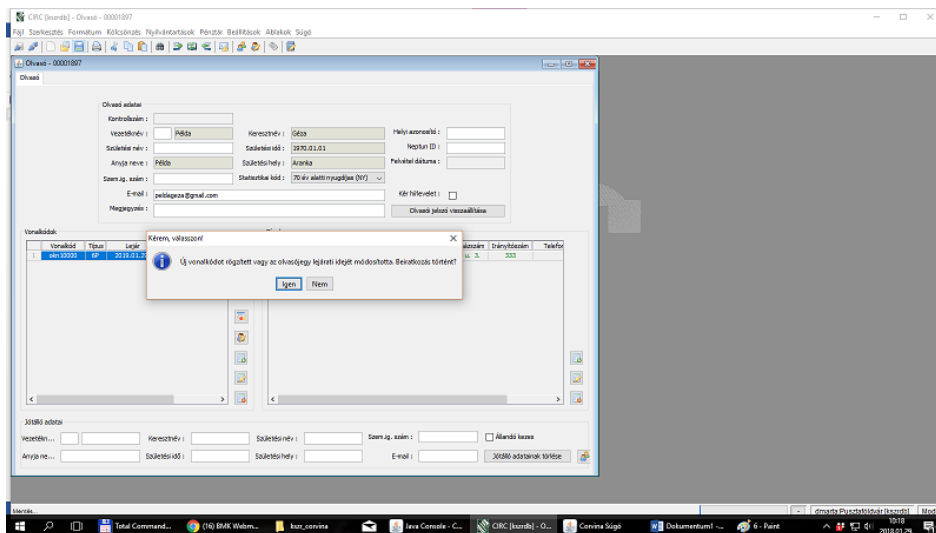 CIRC [kszrdb] - Olvasó - 00001897
Fájl Szerkesztés Formátum Kölcsönzés Nyilvántartások Pénztár Beállítások Ablakok Súgó
Olvasó - 00001897
Olvasó
Olvasó adatai
Kontrollszám :
Vezetéknév : Példa Keresztnév : Géza Helyi azonosító :
Születési név : Születési idő : 1970.01.01 Neptun ID :
Anyja neve : Példa Születési hely : Aranka Felvétel dátuma :
Szem.ig. szám : Statisztikai kód : 70 év alatti nyugdíjas (NY)
E-mail : peldageza@gmail.com Kér hírlevelet :
Megjegyzés : Olvasói jelszó visszaállítása
Vonalkódok
Vonalkód Típus Lejár Irányítószám Telefon
1 okn10000 6P 2019.01.29 u. 3. 333
Kérem, válasszon!
Új vonalkódot rögzített vagy az olvasójegy lejárati idejét módosította. Beiratkozás történt?
Igen Nem
Jótálló adatai
Vezetékn... Keresztnév : Születési név : Szem.ig. szám : Állandó kezes
Anyja ne... Születési idő : Születési hely : E-mail : Jótálló adatainak törlése
Mentés...
dmarta:Pusztaföldvár [kszrdb] Mod
Total Command... (16) BMK Webm... kszr_corvina Java Console - C... CIRC [kszrdb] - O... Corvina Súgó Dokumentum1 -... 6 - Paint 10:18
2018.01.29.